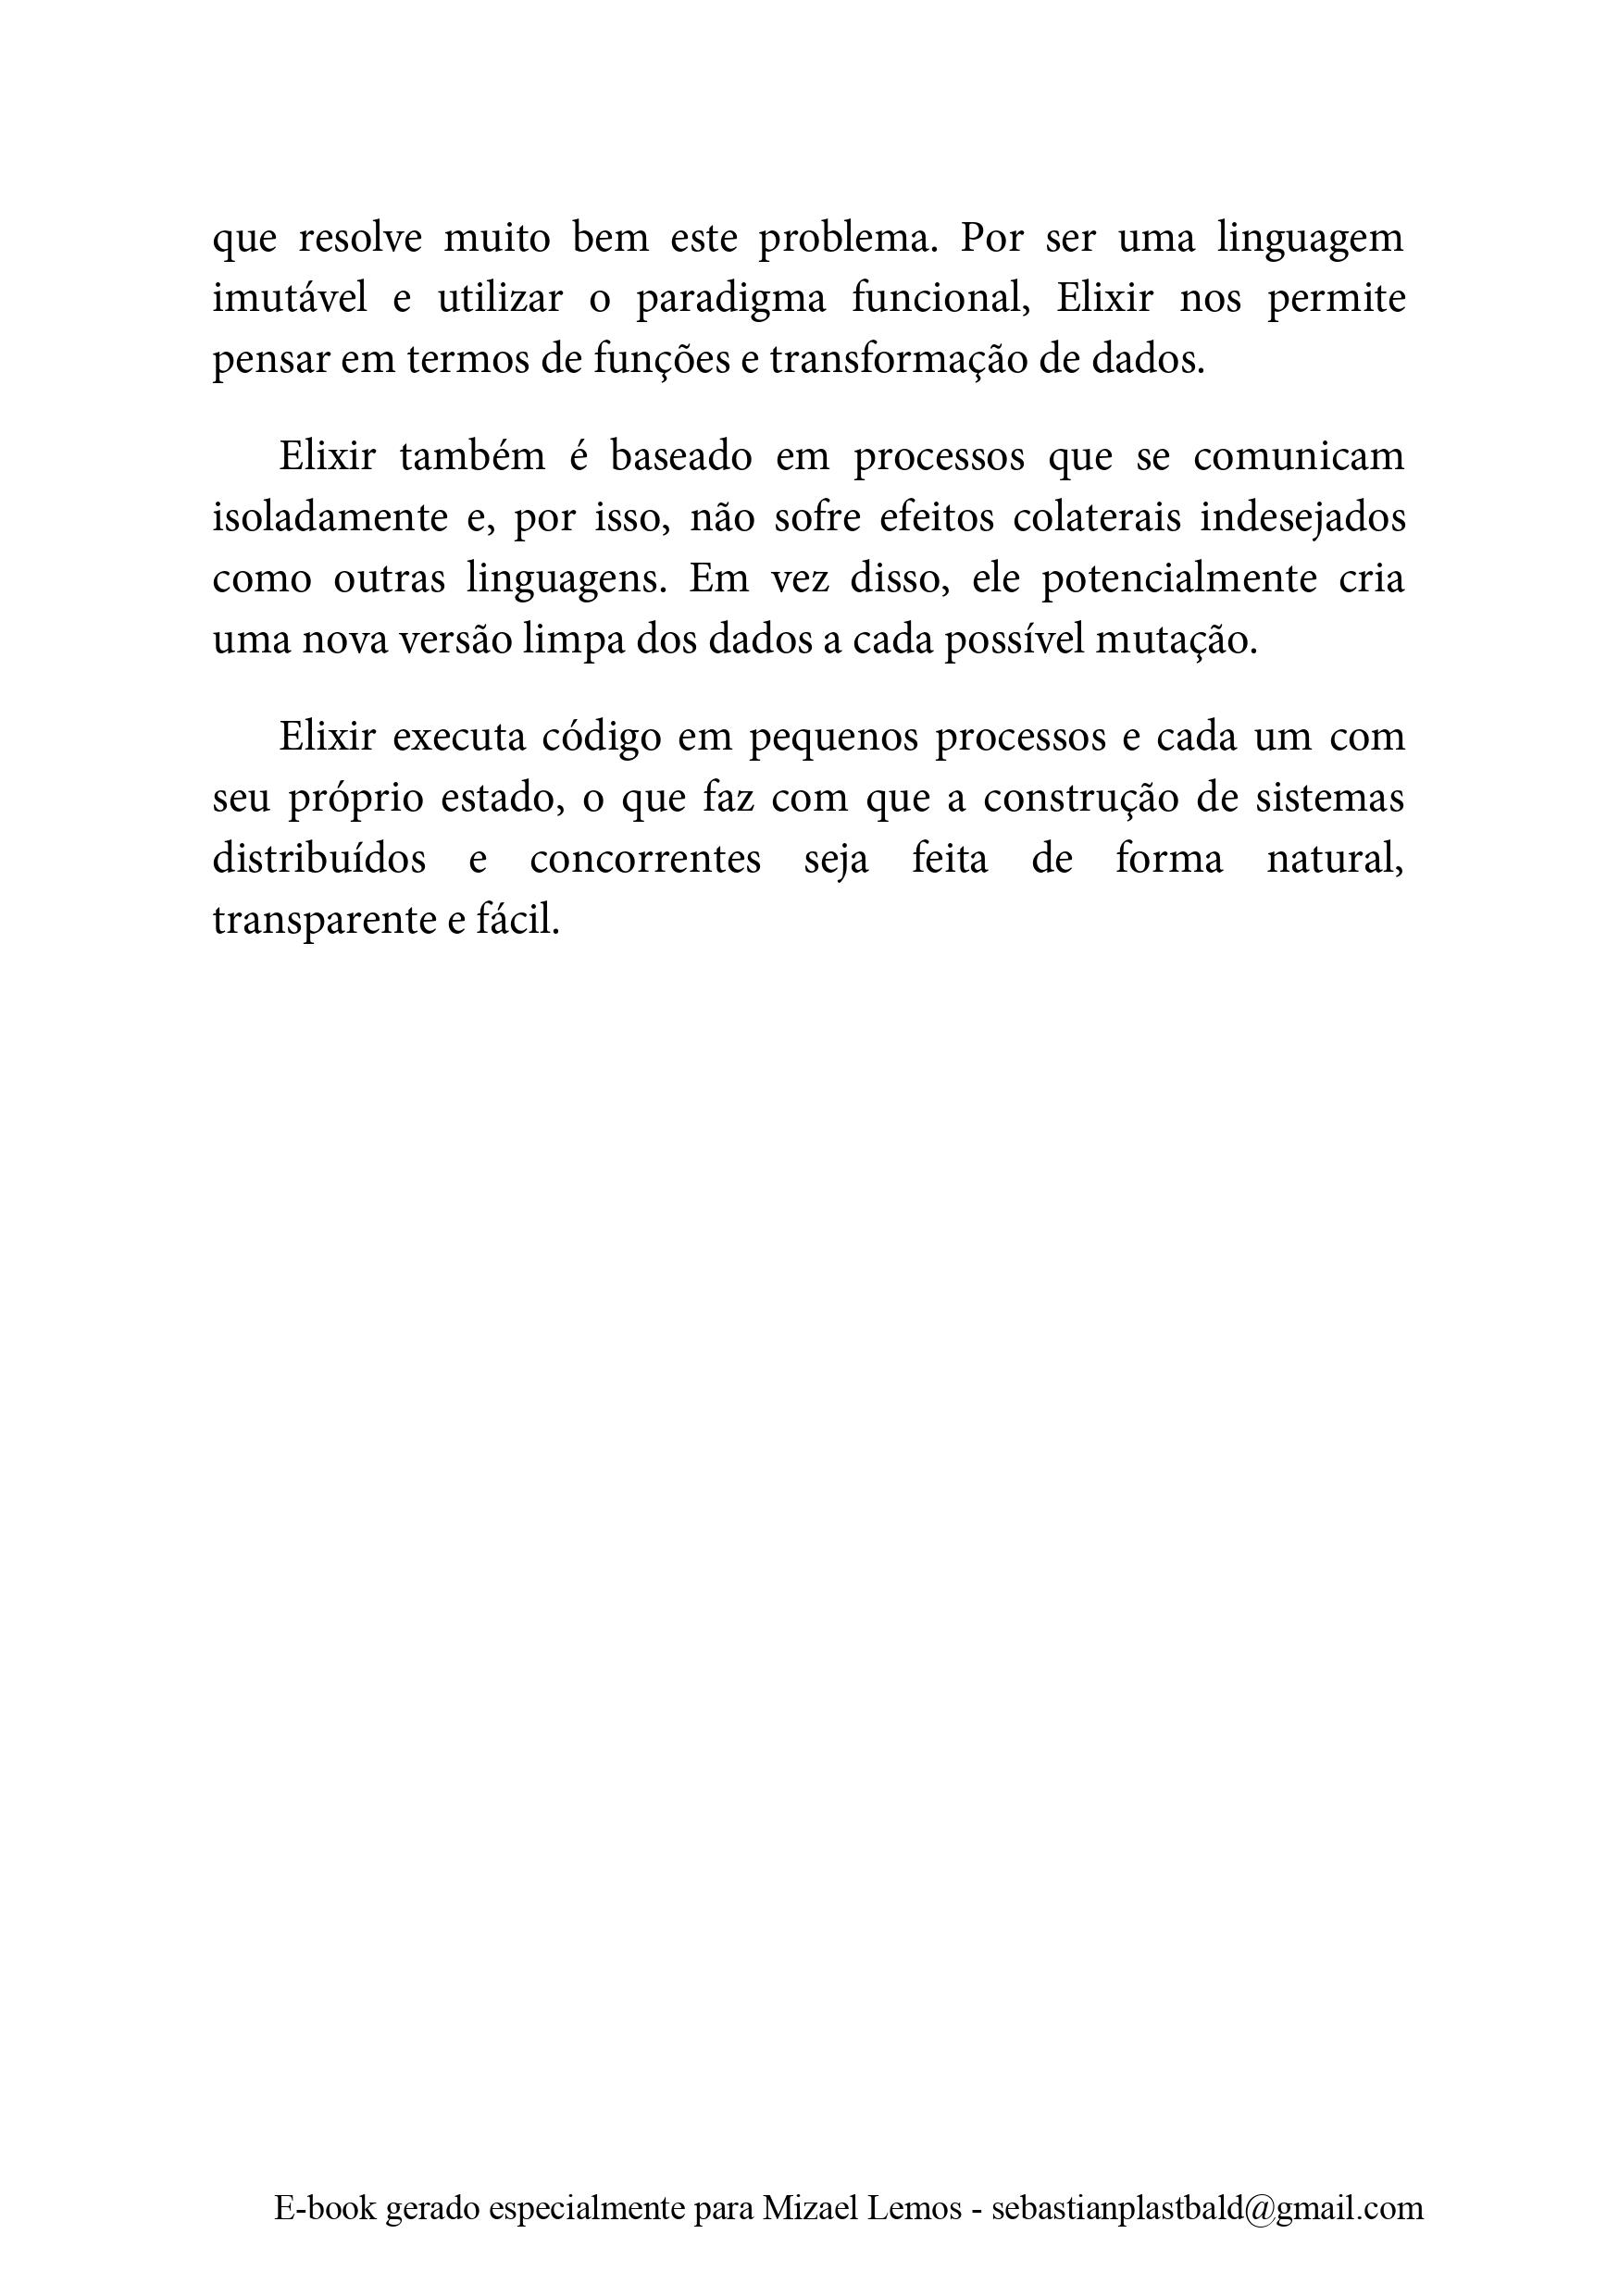 que resolve muito bem este problema. Por ser uma linguagem
imutável e utilizar o paradigma funcional, Elixir nos permite
pensar em termos de funções e transformação de dados.
Elixir também é baseado em processos que se comunicam
isoladamente e, por isso, não sofre efeitos colaterais indesejados
como outras linguagens. Em vez disso, ele potencialmente cria
uma nova versão limpa dos dados a cada possível mutação.
Elixir executa código em pequenos processos e cada um com
seu próprio estado, o que faz com que a construção de sistemas
distribuídos e concorrentes seja feita de forma natural,
transparente e fácil.
E-book gerado especialmente para Mizael Lemos - sebastianplastbald@gmail.com